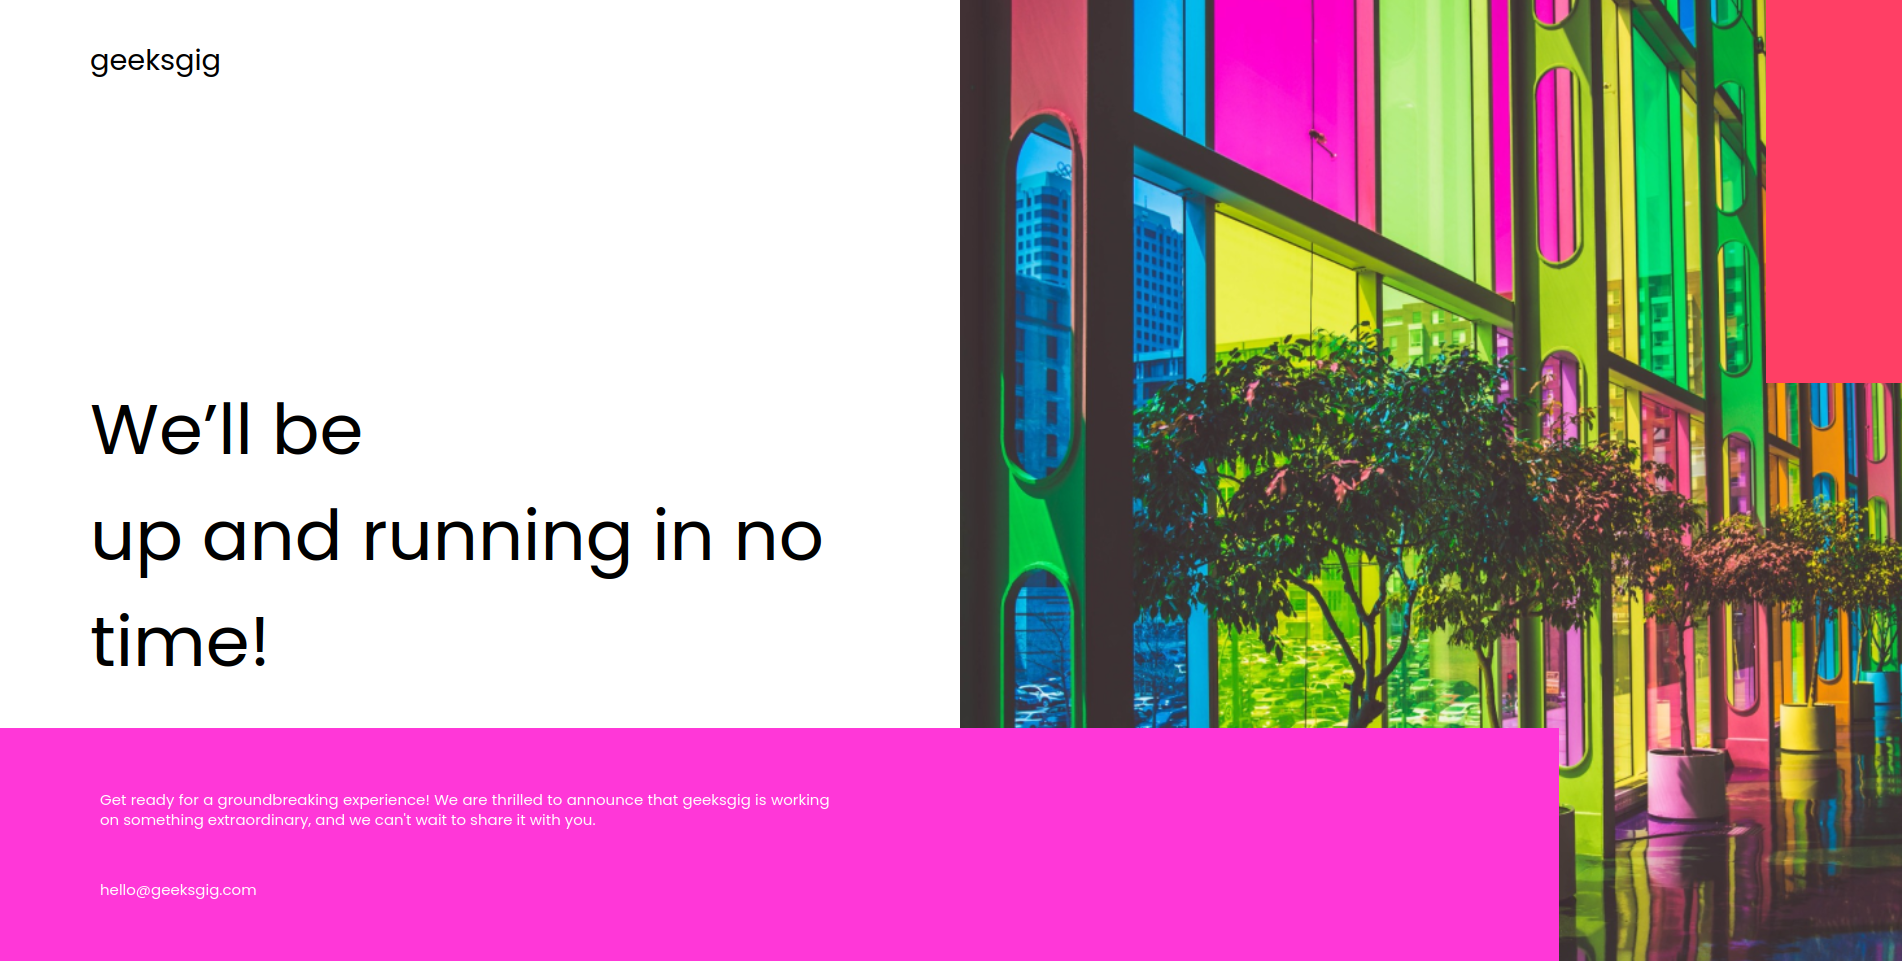 geeksgig
We’ll be
up and running in no
time!
Get ready for a groundbreaking experience! We are thrilled to announce that geeksgig is working
on something extraordinary, and we can't wait to share it with you.
hello@geeksgig.com